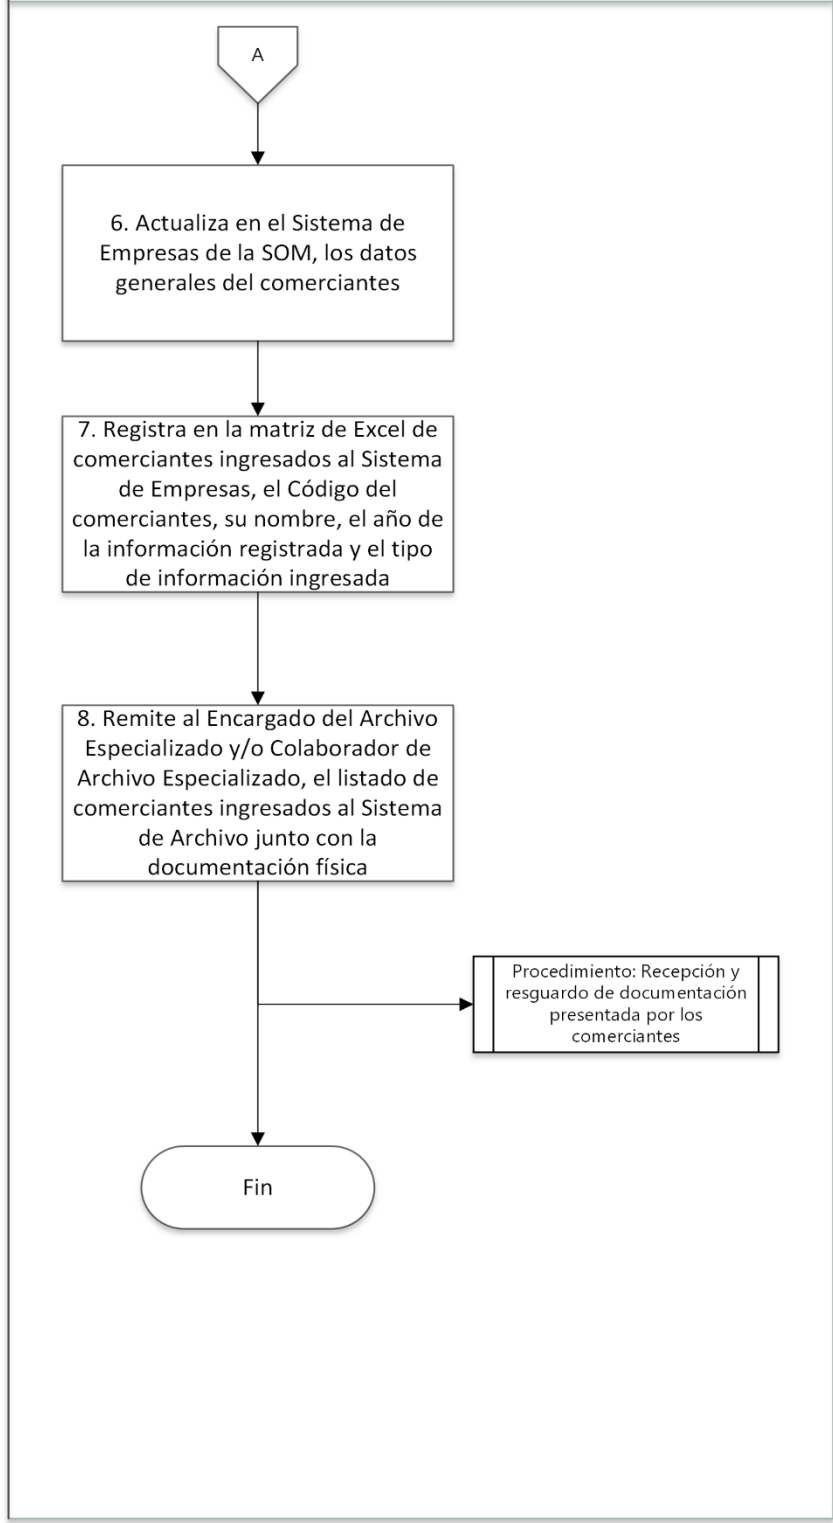 A
6. Actualiza en el Sistema de
Empresas de la SOM, los datos
generales del comerciantes
7. Registra en la matriz de Excel de
comerciantes ingresados al Sistema
de Empresas, el Código del
comerciantes, su nombre, el año de
la información registrada y el tipo
de información ingresada
8. Remite al Encargado del Archivo
Especializado y/o Colaborador de
Archivo Especializado, el listado de
comerciantes ingresados al Sistema
de Archivo junto con la
documentación física
Procedimiento: Recepción y
resguardo de documentación
presentada por los
comerciantes
Fin